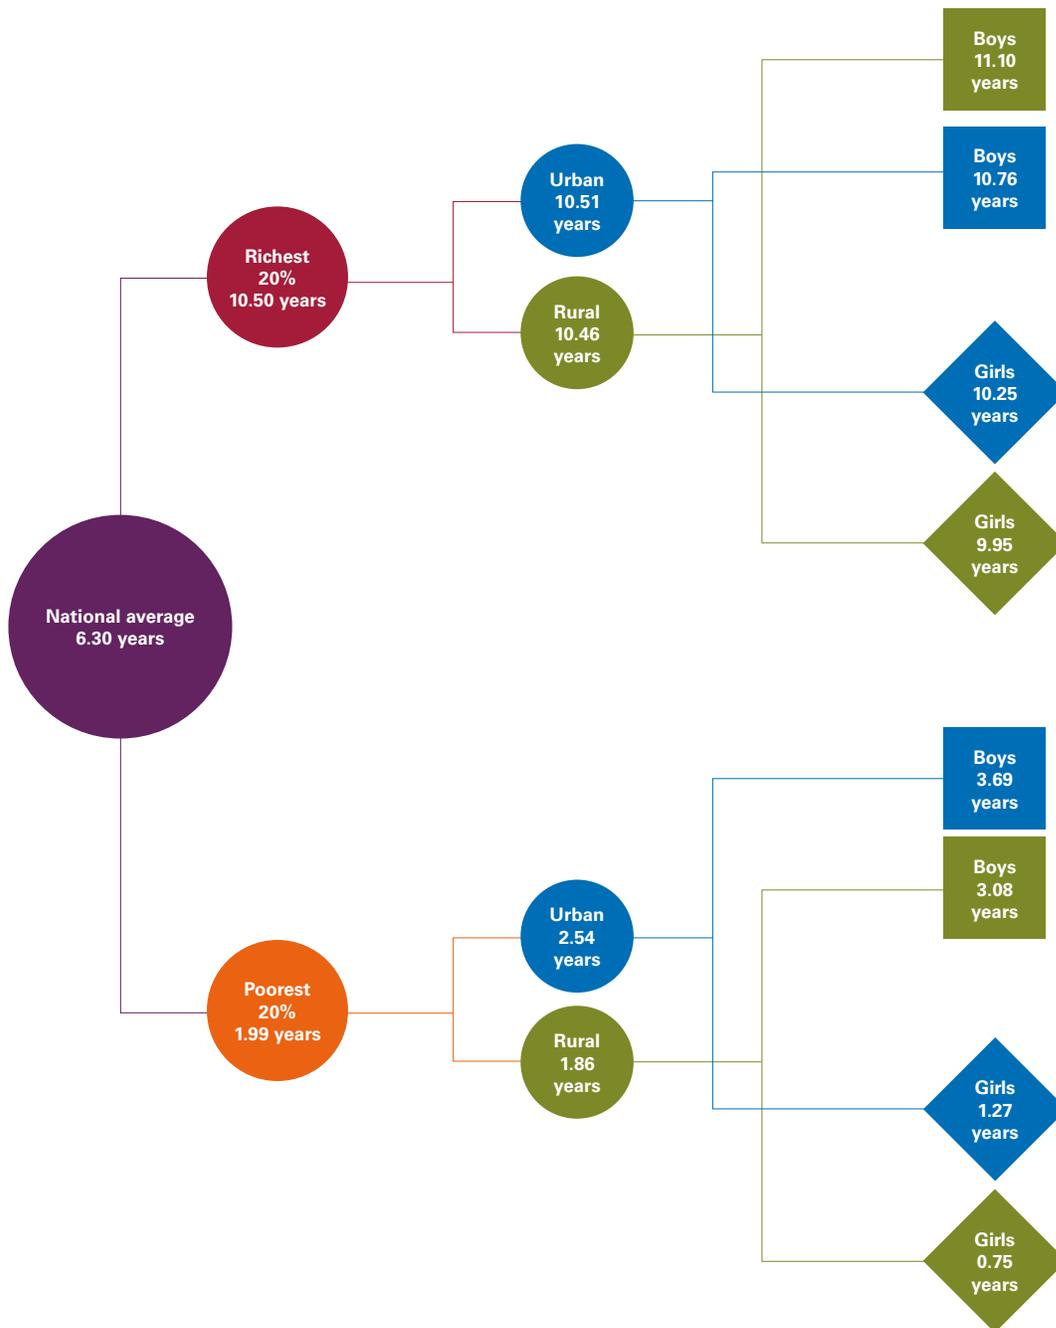 Boys
11.10
years
Boys
10.76
years
Urban
10.51
years
Richest
20%
10.50 years
Rural
10.46
years
Girls
10.25
years
Girls
9.95
years
National average
6.30 years
Boys
3.69
years
Boys
3.08
years
Urban
2.54
years
Poorest
20%
1.99 years
Rural
1.86
years
Girls
1.27
years
Girls
0.75
years